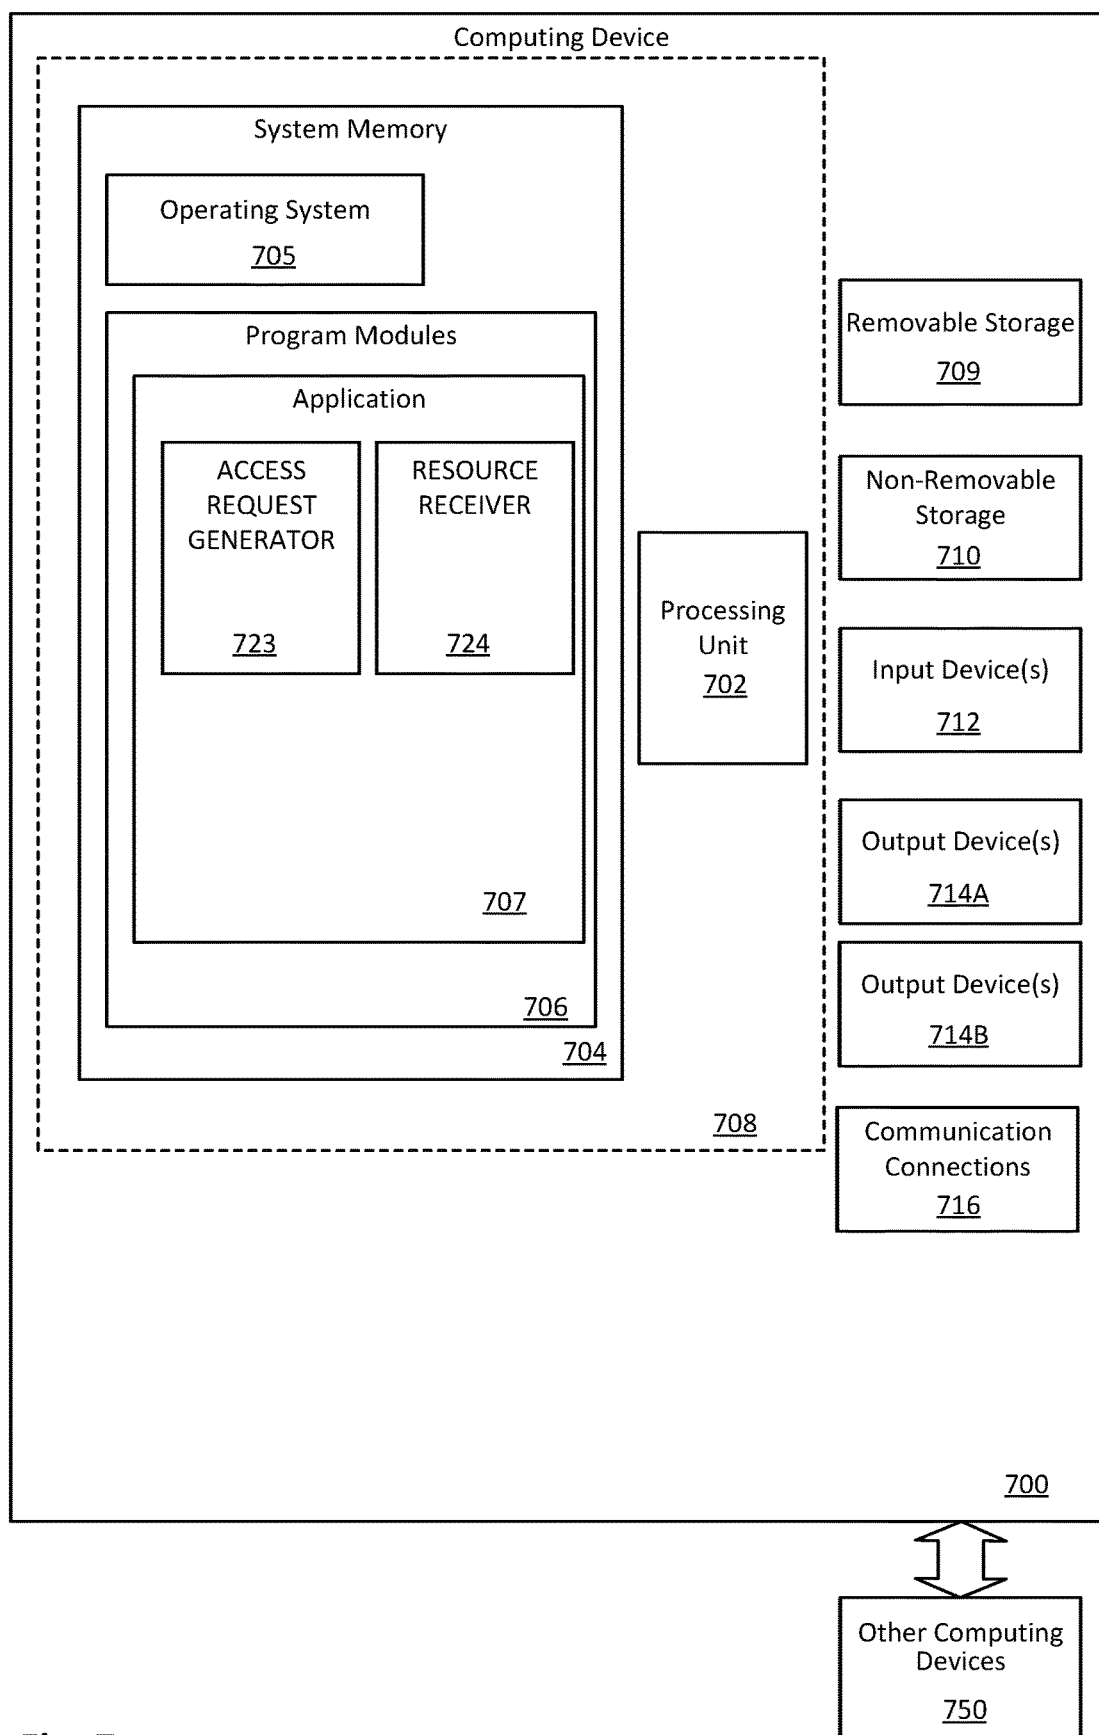 Computing Device
System Memory
Operating System
705
Program Modules
Application
ACCESS
REQUEST
GENERATOR
723
RESOURCE
RECEIVER
724
707
706
704
Processing
Unit
702
708
Removable Storage
709
Non-Removable
Storage
710
Input Device(s)
712
Output Device(s)
714A
Output Device(s)
714B
Communication
Connections
716
700
Other Computing
Devices
750